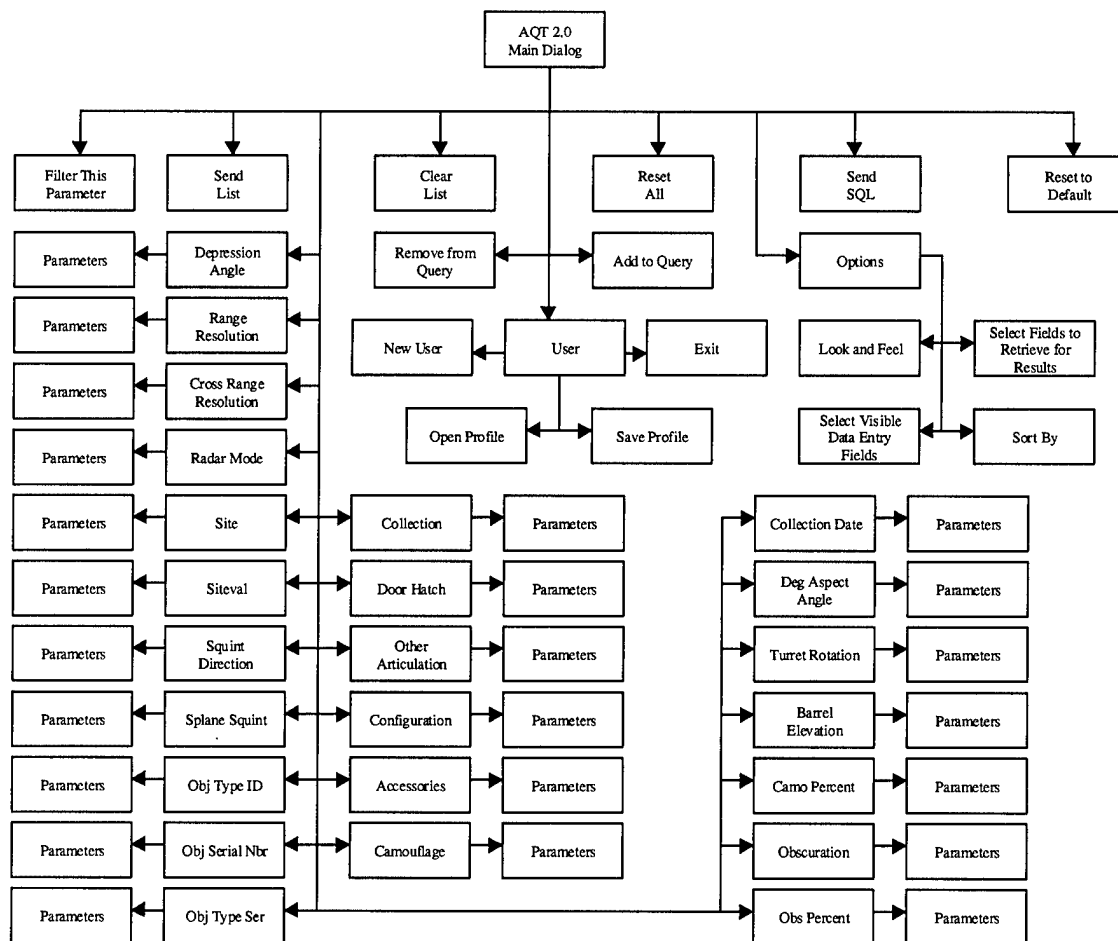 AQT 2.0
Main Dialog
Filter This
Parameter
Send
List
Clear
List
Reset
All
Send
SQL
Reset to
Default
Parameters
Depression
Angle
Remove from
Query
Add to Query
Options
Parameters
Range
Resolution
New User
User
Exit
Look and Feel
Select Fields to
Retrieve for
Results
Parameters
Cross Range
Resolution
Open Profile
Save Profile
Select Visible
Data Entry
Fields
Sort By
Parameters
Radar Mode
Parameters
Site
Collection
Parameters
Collection Date
Parameters
Parameters
Siteval
Door Hatch
Parameters
Deg Aspect
Angle
Parameters
Parameters
Squint
Direction
Other
Articulation
Parameters
Turret Rotation
Parameters
Parameters
Splane Squint
Configuration
Parameters
Barrel
Elevation
Parameters
Parameters
Obj Type ID
Accessories
Parameters
Camo Percent
Parameters
Parameters
Obj Serial Nbr
Camouflage
Parameters
Obscuration
Parameters
Parameters
Obj Type Ser
Obs Percent
Parameters